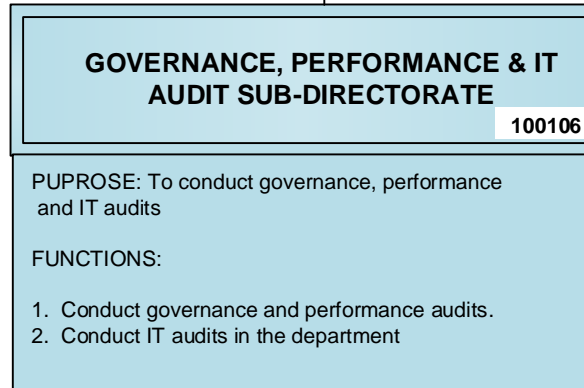 GOVERNANCE, PERFORMANCE & IT
AUDIT SUB-DIRECTORATE
100106
PUPROSE: To conduct governance, performance
and IT audits
FUNCTIONS:
1. Conduct governance and performance audits.
2. Conduct IT audits in the department